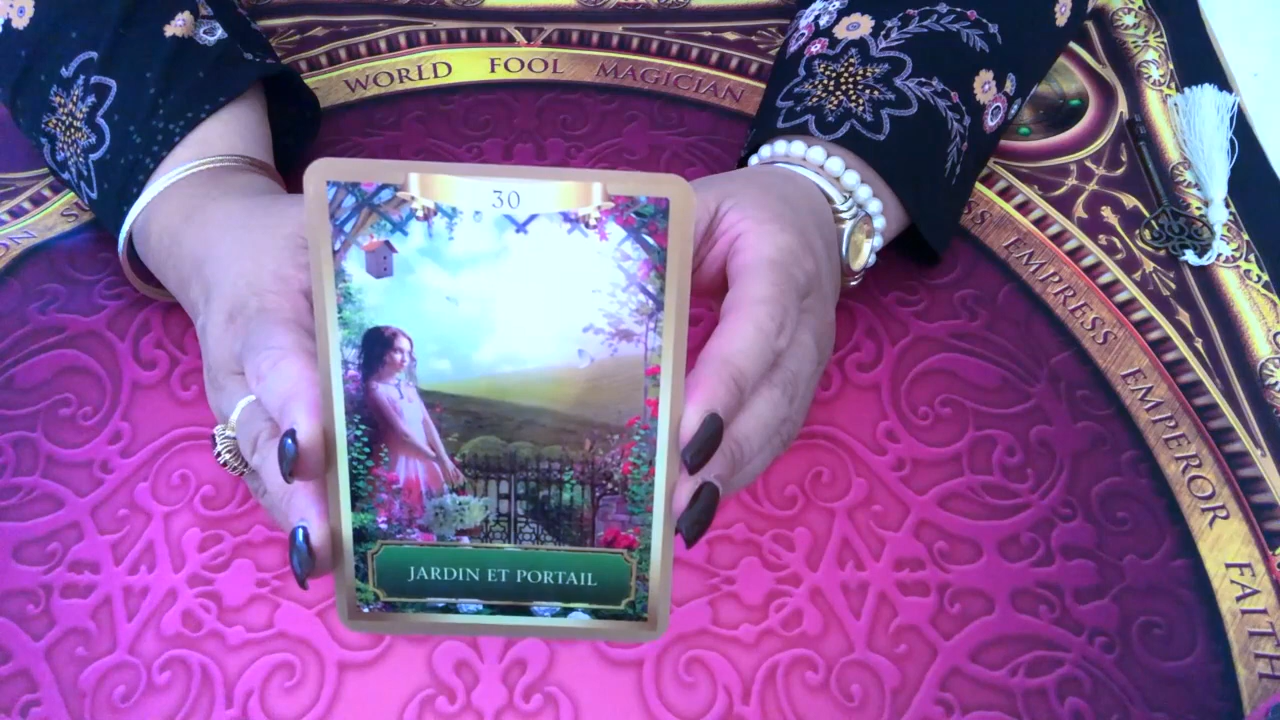 WORLD FOOL MAGICIAN
30
EMPRESS
EMPEROR
FAITH
JARDIN ET PORTAIL